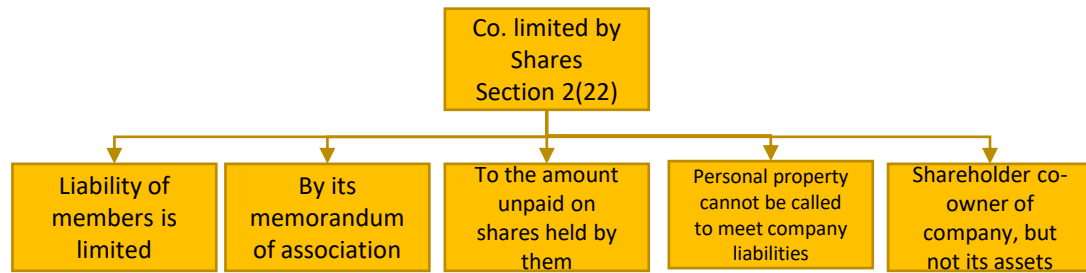 Co. limited by
Shares
Section 2(22)
Liability of
members is
limited
By its
memorandum
of association
To the amount
unpaid on
shares held by
them
Personal property
cannot be called
to meet company
liabilities
Shareholder co-
owner of
company, but
not its assets